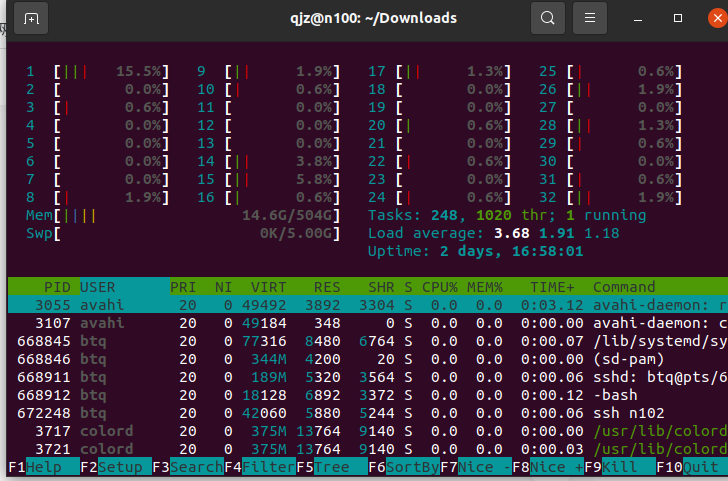 qjz@n100: ~/Downloads
1 [||| 15.5%] 9 [|| 1.9%] 17 [|| 1.3%] 25 [| 0.6%]
2 [ 0.0%] 10 [| 0.6%] 18 [ 0.0%] 26 [|| 1.9%]
3 [| 0.6%] 11 [ 0.0%] 19 [ 0.0%] 27 [ 0.0%]
4 [ 0.0%] 12 [ 0.0%] 20 [| 0.6%] 28 [|| 1.3%]
5 [ 0.0%] 13 [ 0.0%] 21 [ 0.0%] 29 [| 0.6%]
6 [ 0.0%] 14 [|| 3.8%] 22 [| 0.6%] 30 [ 0.0%]
7 [ 0.0%] 15 [|| 5.8%] 23 [ 0.0%] 31 [| 0.6%]
8 [| 1.9%] 16 [| 0.6%] 24 [| 0.6%] 32 [|| 1.9%]
Mem[|||| 14.6G/504G] Tasks: 248, 1020 thr; 1 running
Swp[ 0K/5.00G] Load average: 3.68 1.91 1.18
Uptime: 2 days, 16:58:01
PID USER PRI NI VIRT RES SHR S CPU% MEM% TIME+ Command
3055 avahi 20 0 49492 3892 3304 S 0.0 0.0 0:03.12 avahi-daemon: r
3107 avahi 20 0 49184 348 0 S 0.0 0.0 0:00.00 avahi-daemon: c
668845 btq 20 0 77316 8480 6764 S 0.0 0.0 0:00.07 /lib/systemd/sy
668846 btq 20 0 344M 4200 20 S 0.0 0.0 0:00.00 (sd-pam)
668911 btq 20 0 189M 5320 3564 S 0.0 0.0 0:00.06 sshd: btq@pts/6
668912 btq 20 0 18128 6892 3372 S 0.0 0.0 0:00.12 -bash
672248 btq 20 0 42060 5880 5244 S 0.0 0.0 0:00.06 ssh n102
3717 colord 20 0 375M 13764 9140 S 0.0 0.0 0:00.00 /usr/lib/colord
3721 colord 20 0 375M 13764 9140 S 0.0 0.0 0:00.03 /usr/lib/colord
F1Help F2Setup F3SearchF4FilterF5Tree F6SortByF7Nice -F8Nice +F9Kill F10Quit